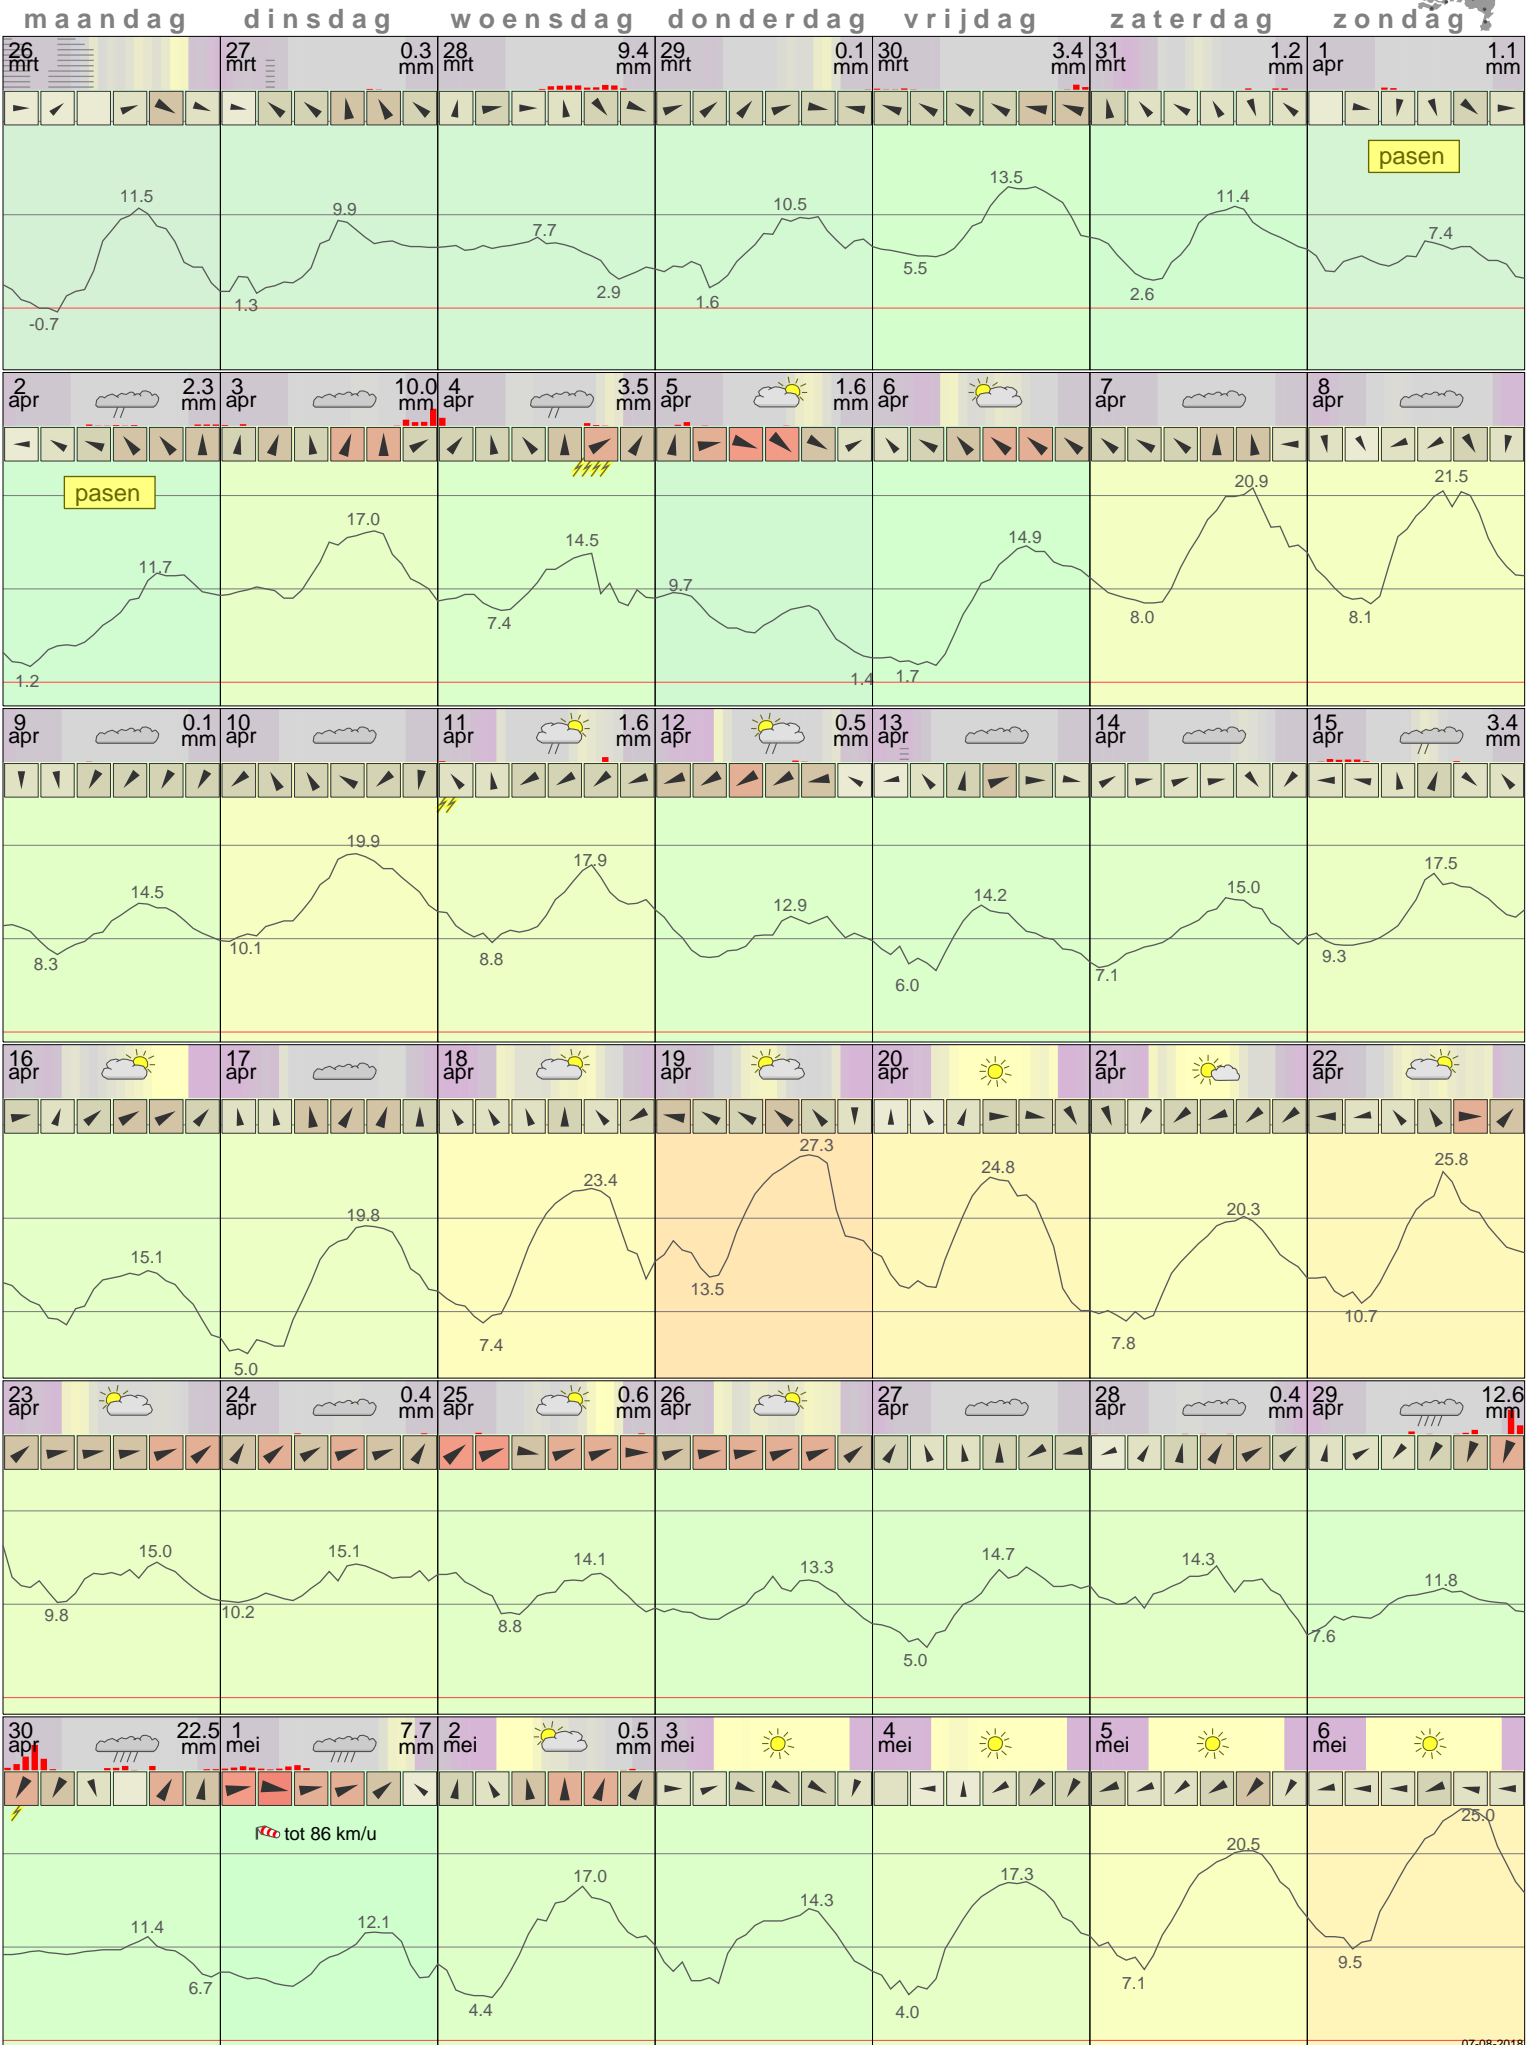 maandag dinsdag woensdag donderdag vrijdag zaterdag zondag
26 27 0.3 28 9.4 29 0.1 30 3.4 31 1.2 1 1.1
mrt mrt mm mrt mm mrt mm mrt mm mrt mm apr mm
pasen
11.5 9.9 7.7 10.5 13.5 11.4 7.4
-0.7 1.3 2.9 1.6 5.5 2.6
2 2.3 3 10.0 4 3.5 5 1.6 6 7 8
apr mm apr mm apr mm apr mm apr apr apr
pasen
11.7 17.0 14.5 9.7 14.9 20.9 21.5
1.2 7.4 1.4 1.7 8.0 8.1
9 0.1 10 11 1.6 12 0.5 13 14 15 3.4
apr mm apr apr mm apr mm apr apr apr mm
14.5 19.9 17.9 12.9 14.2 15.0 17.5
8.3 10.1 8.8 6.0 7.1 9.3
16 17 18 19 20 21 22
apr apr apr apr apr apr apr
15.1 19.8 23.4 27.3 24.8 20.3 25.8
5.0 7.4 13.5 7.8 10.7
23 24 0.4 25 0.6 26 27 28 0.4 29 12.6
apr apr mm apr mm apr apr apr mm apr mm
15.0 15.1 14.1 13.3 14.7 14.3 11.8
9.8 10.2 8.8 5.0 7.6
30 22.5 1 7.7 2 0.5 3 4 5 6
apr mm mei mm mei mm mei mei mei mei
tot 86 km/u
11.4 12.1 17.0 14.3 17.3 20.5 25.0
6.7 4.4 4.0 7.1 9.5
07-08-2018